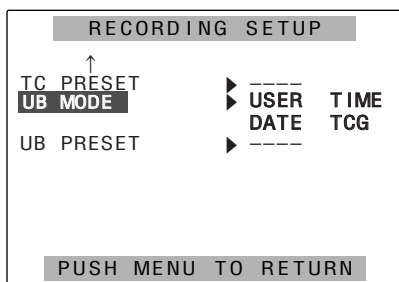 RECORDING SETUP
↑
TC PRESET ▶ ----
UB MODE ▶ USER TIME
DATE TCG
UB PRESET ▶ ----
PUSH MENU TO RETURN